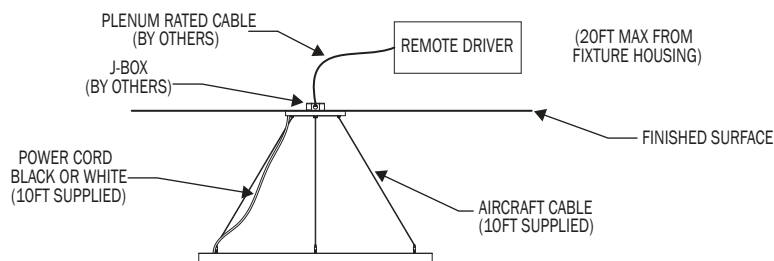 PLENUM RATED CABLE
(BY OTHERS)
REMOTE DRIVER
(20FT MAX FROM
FIXTURE HOUSING)
J-BOX
(BY OTHERS)
FINISHED SURFACE
POWER CORD
BLACK OR WHITE
(10FT SUPPLIED)
AIRCRAFT CABLE
(10FT SUPPLIED)